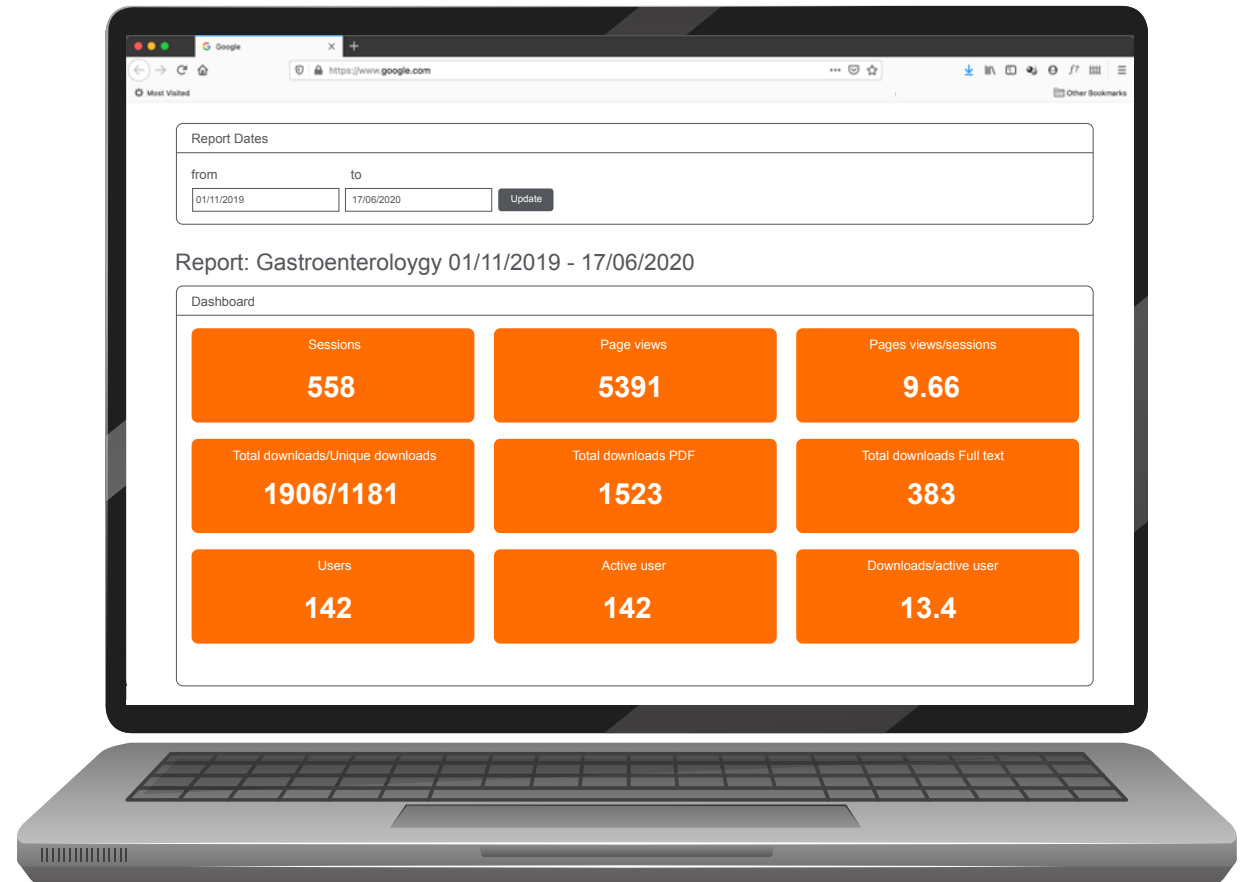 Google
https://www.google.com
Most Visited
Other Bookmarks
Report Dates
from to
01/11/2019 17/06/2020 Update
Report: Gastroenteroloygy 01/11/2019 - 17/06/2020
Dashboard
Sessions Page views Pages views/sessions
558 5391 9.66
Total downloads/Unique downloads Total downloads PDF Total downloads Full text
1906/1181 1523 383
Users Active user Downloads/active user
142 142 13.4